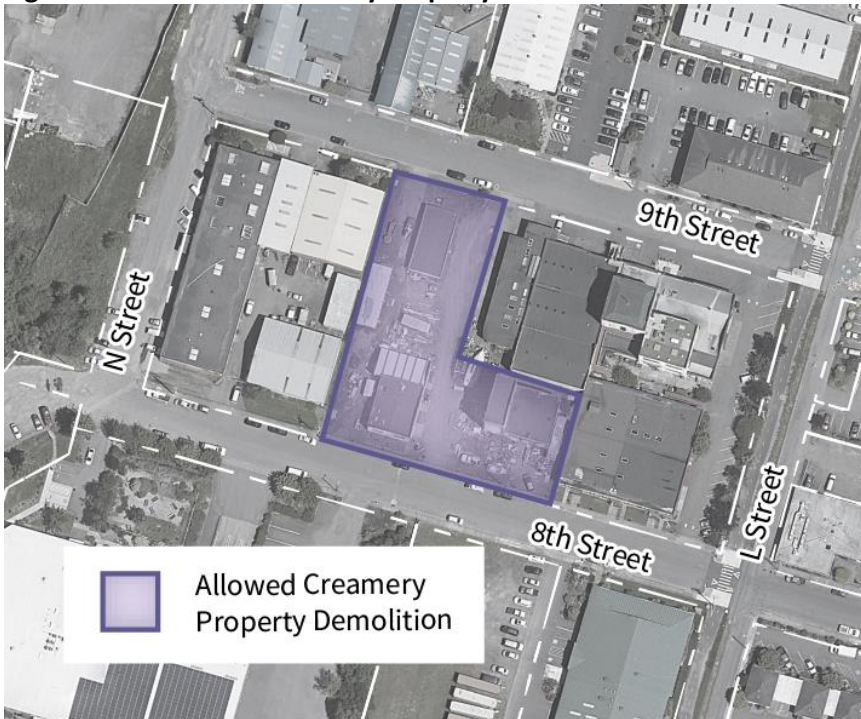 9th Street
N Street
8th Street
L Street
Allowed Creamery
Property Demolition